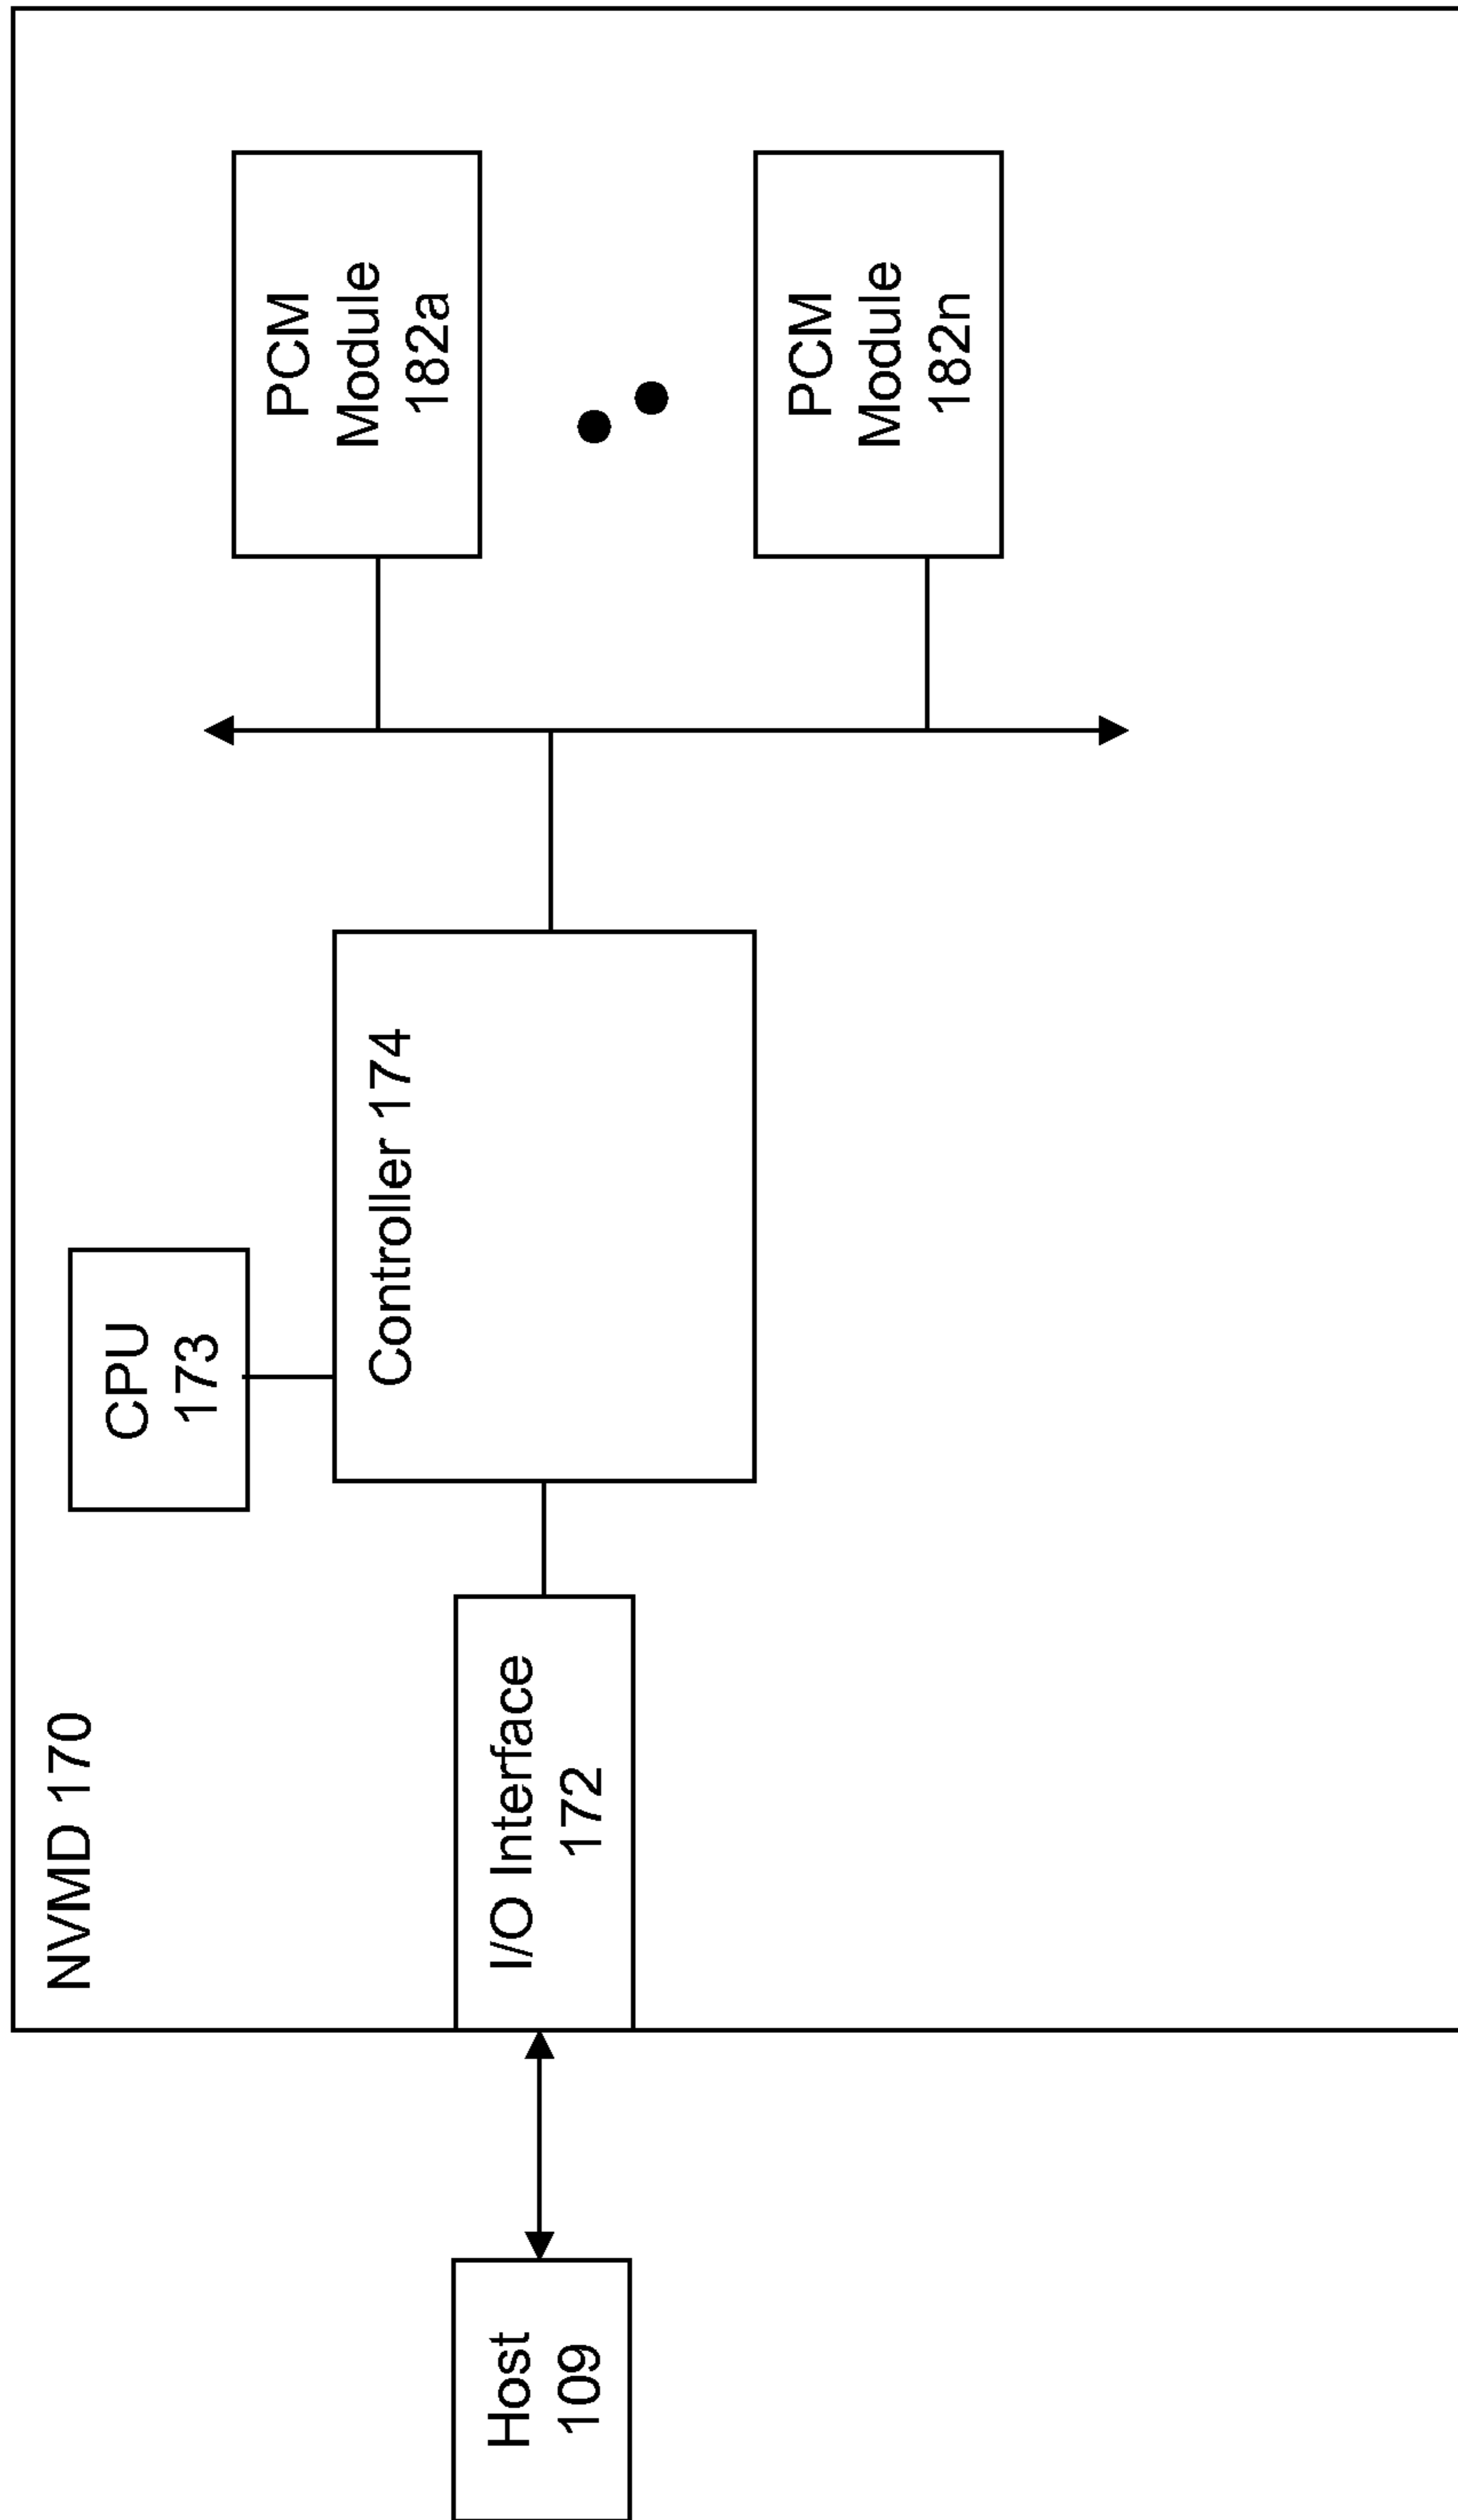 NVMD 170
CPU
173
Host
109
I/O Interface
172
Controller 174
PCM
Module
182a
PCM
Module
182n